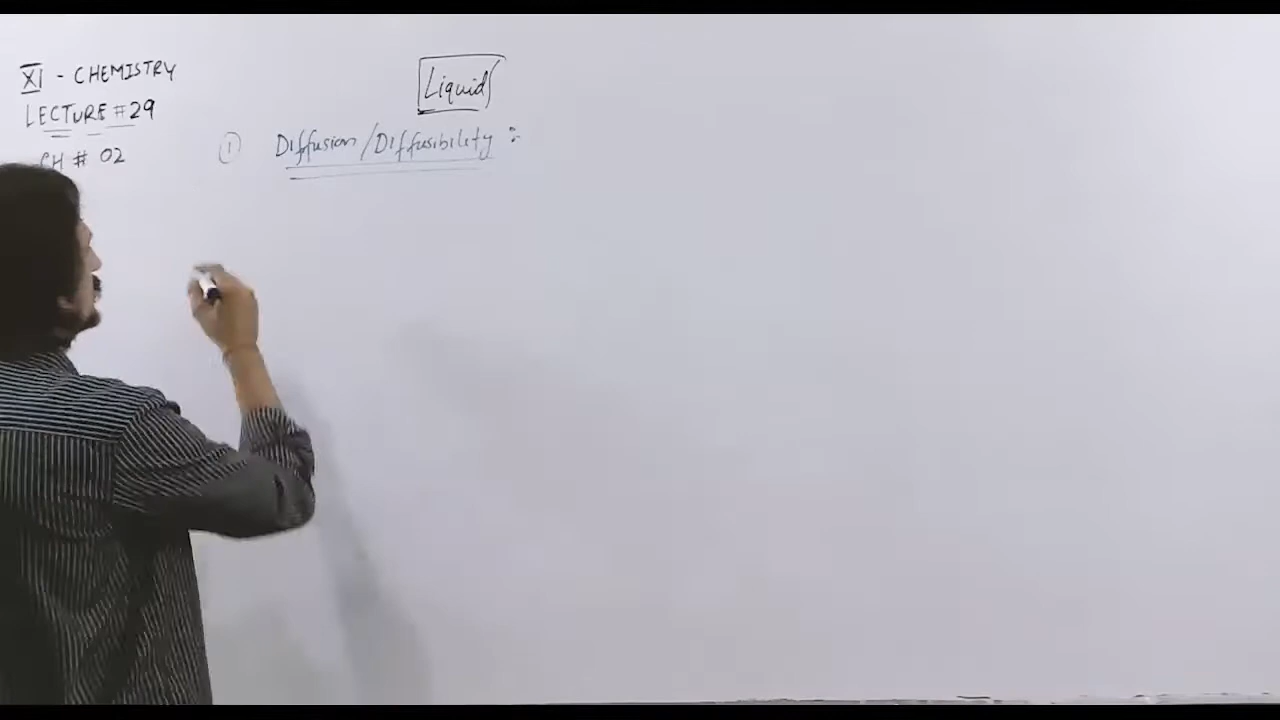 XI - CHEMISTRY
LECTURE #29
CH # 02
Liquid
① Diffusion/Diffusibility :